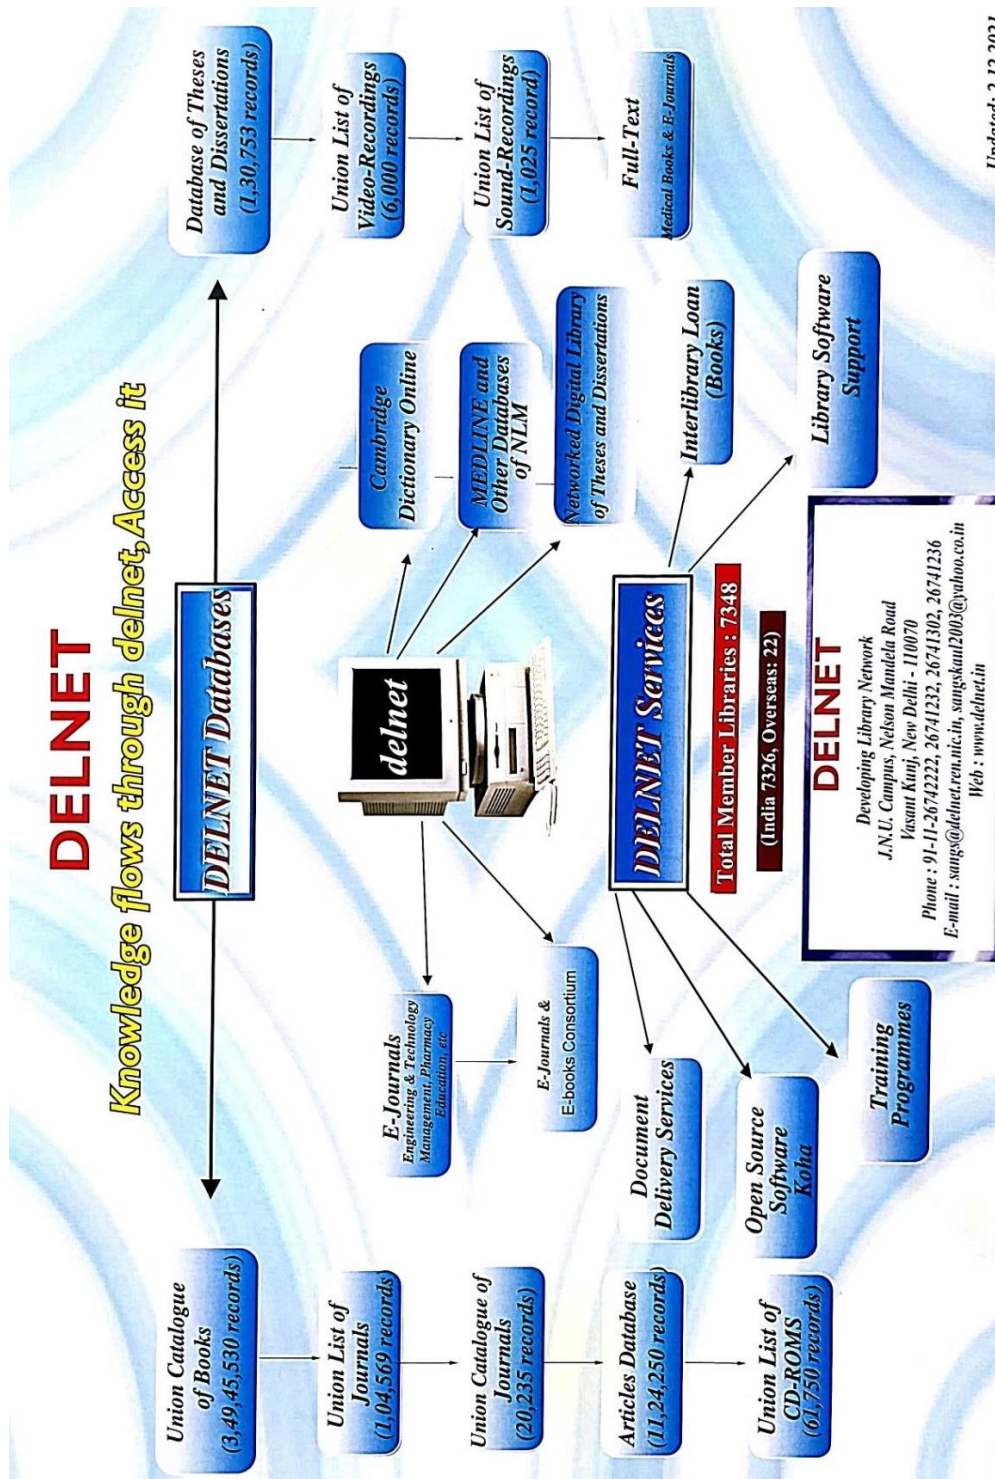 DELNET
Knowledge flows through delnet,Access it
DELNET Databases
Union Catalogue
of Books
(3,49,45,530 records)
Union List of
Journals
(1,04,569 records)
Union Catalogue of
Journals
(20,235 records)
Articles Database
(11,24,250 records)
Union List of
CD-ROMS
(61,750 records)
Database of Theses
and Dissertations
(1,30,753 records)
Union List of
Video-Recordings
(6,000 records)
Union List of
Sound-Recordings
(1,025 record)
Full-Text
Medical Books & E-Journals
E-Journals
Engineering & Technology
Management, Pharmacy
Education, etc
E-Journals &
E-books Consortium
delnet
Cambridge
Dictionary Online
MEDLINE and
Other Databases
of NLM
Networked Digital Library
of Theses and Dissertations
DELNET Services
Total Member Libraries : 7348
(India 7326, Overseas: 22)
Document
Delivery Services
Open Source
Software
Koha
Training
Programmes
Interlibrary Loan
(Books)
Library Software
Support
DELNET
Developing Library Network
J.N.U. Campus, Nelson Mandela Road
Vasant Kunj, New Delhi - 110070
Phone : 91-11-26742222, 26741232, 26741302, 26741236
E-mail : sangs@delnet.ren.nic.in, sangskaul2003@yahoo.co.in
Web : www.delnet.in
Updated: 2.12.2021